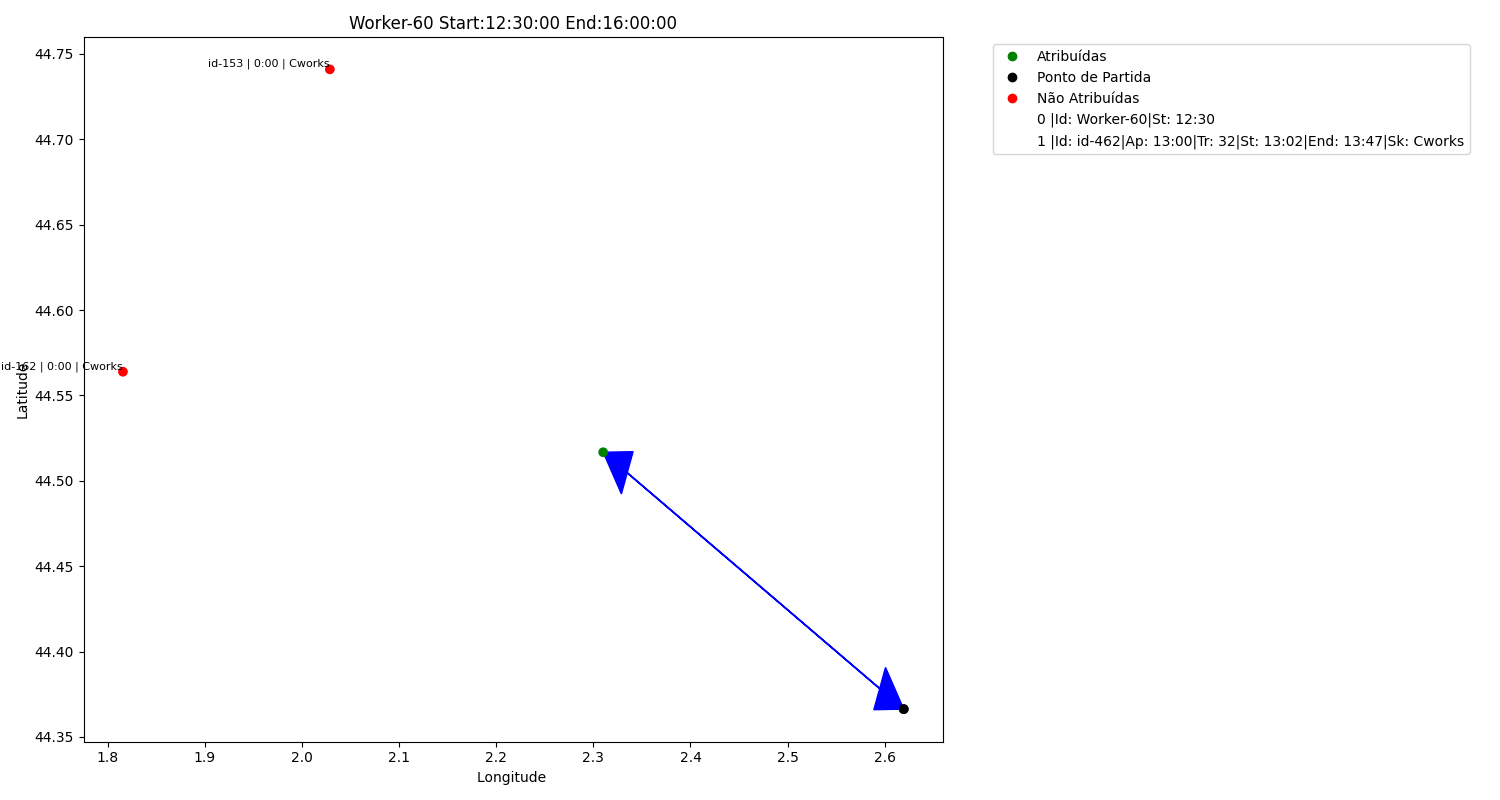 Worker-60 Start:12:30:00 End:16:00:00
44.75
44.70
44.65
44.60
44.55
44.50
44.45
44.40
44.35
Latitude
id-153 | 0:00 | Cworks
id-162 | 0:00 | Cworks
1.8 1.9 2.0 2.1 2.2 2.3 2.4 2.5 2.6
Longitude
Atribuídas
Ponto de Partida
Não Atribuídas
0 |Id: Worker-60|St: 12:30
1 |Id: id-462|Ap: 13:00|Tr: 32|St: 13:02|End: 13:47|Sk: Cworks